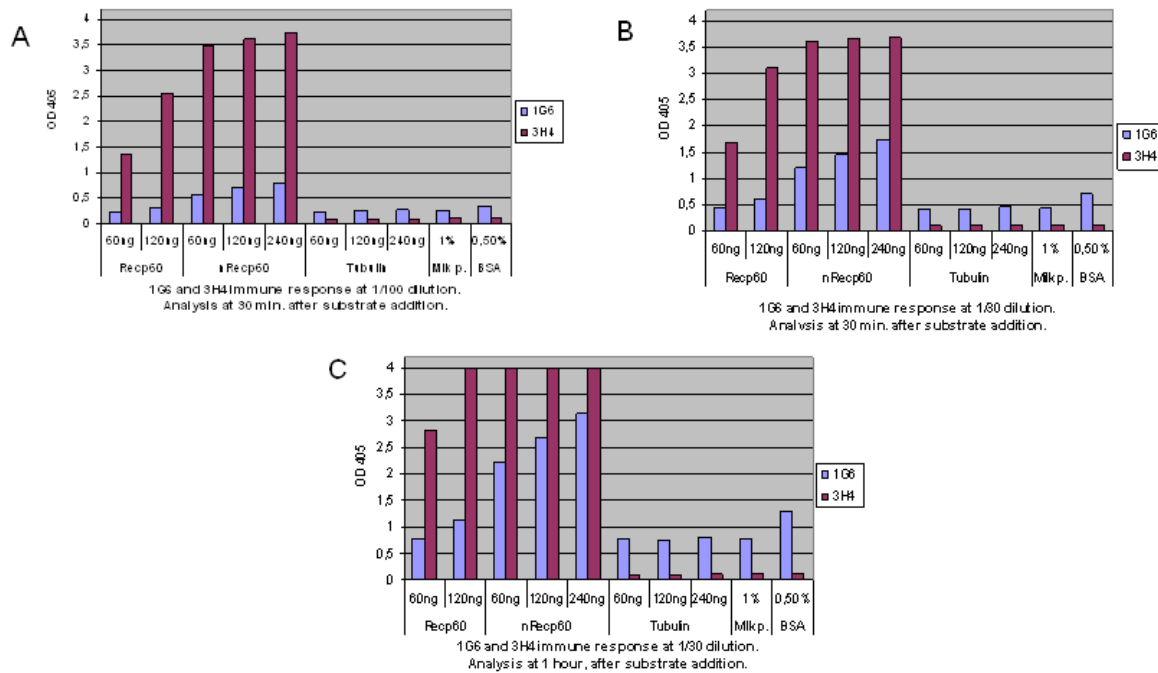 A
4
3,5
3
2,5
2
1,5
1
0,5
0
OD 405
60ng 120ng 60ng 120ng 240ng 60ng 120ng 240ng 1% 0,50%
Recp60 nRecp60 Tubulin Milk p. BSA
1G6
3H4
1G6 and 3H4 immune response at 1/100 dilution.
Analysis at 30 min. after substrate addition.
B
4
3,5
3
2,5
2
1,5
1
0,5
0
OD 405
60ng 120ng 60ng 120ng 240ng 60ng 120ng 240ng 1% 0,50%
Recp60 nRecp60 Tubulin Milk p. BSA
1G6
3H4
1G6 and 3H4 immune response at 1/30 dilution.
Analysis at 30 min. after substrate addition.
C
4
3,5
3
2,5
2
1,5
1
0,5
0
OD 405
60ng 120ng 60ng 120ng 240ng 60ng 120ng 240ng 1% 0,50%
Recp60 nRecp60 Tubulin Mlk p. BSA
1G6
3H4
1G6 and 3H4 immune response at 1/30 dilution.
Analysis at 1 hour, after substrate addition.